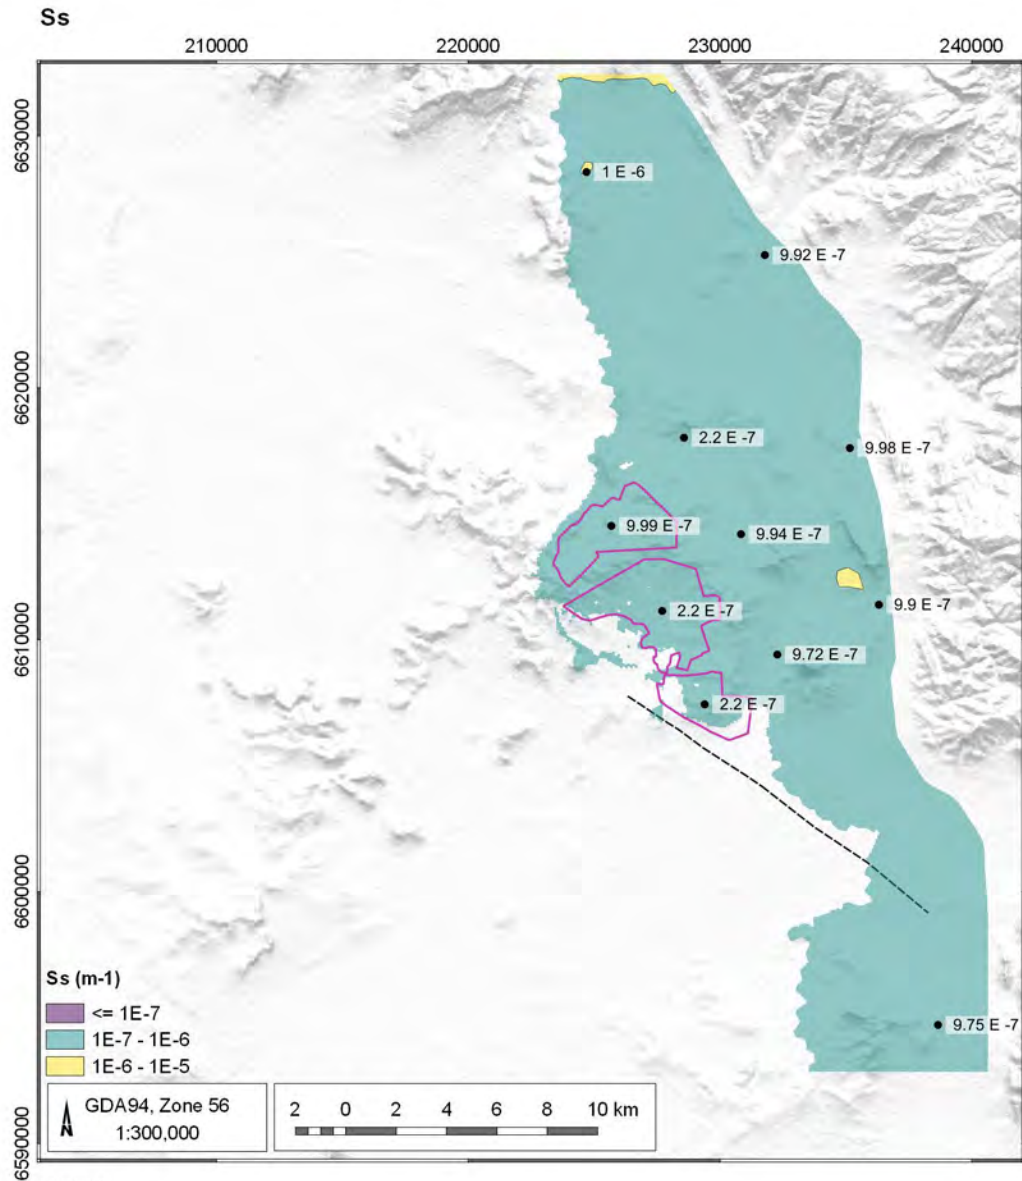 Ss
210000
220000
230000
240000
6630000
6620000
6610000
6600000
6590000
1 E -6
9.92 E -7
2.2 E -7
9.98 E -7
9.99 E -7
9.94 E -7
9.9 E -7
2.2 E -7
9.72 E -7
2.2 E -7
9.75 E -7
Ss (m-1)
<= 1E-7
1E-7 - 1E-6
1E-6 - 1E-5
N
GDA94, Zone 56
1:300,000
2 0 2 4 6 8 10 km